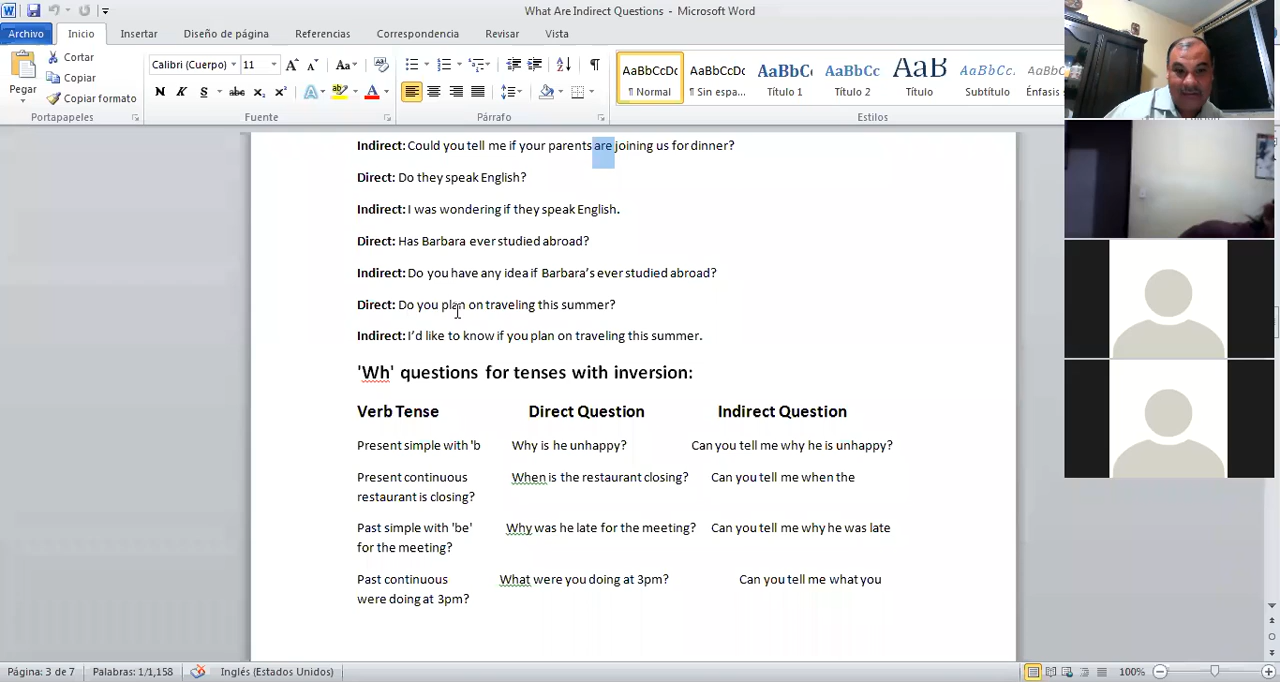 What Are Indirect Questions - Microsoft Word
Archivo Inicio Insertar Diseño de página Referencias Correspondencia Revisar Vista
Cortar
Copiar
Copiar formato
Pegar
Portapapeles
Calibri (Cuerpo) 11
N K S abc x₂ x²
Fuente
Párrafo
AaBbCcDc AaBbCcDc AaBbC AaBbCc AaB AaBbCc. AaBbCcD
¶ Normal ¶ Sin espa... Título 1 Título 2 Título Subtítulo Énfasis
Estilos
Indirect: Could you tell me if your parents are joining us for dinner?
Direct: Do they speak English?
Indirect: I was wondering if they speak English.
Direct: Has Barbara ever studied abroad?
Indirect: Do you have any idea if Barbara’s ever studied abroad?
Direct: Do you plan on traveling this summer?
Indirect: I’d like to know if you plan on traveling this summer.
'Wh' questions for tenses with inversion:
Verb Tense Direct Question Indirect Question
Present simple with 'b Why is he unhappy? Can you tell me why he is unhappy?
Present continuous When is the restaurant closing? Can you tell me when the
restaurant is closing?
Past simple with 'be' Why was he late for the meeting? Can you tell me why he was late
for the meeting?
Past continuous What were you doing at 3pm? Can you tell me what you
were doing at 3pm?
Página: 3 de 7 Palabras: 1/1,158 Inglés (Estados Unidos) 100%